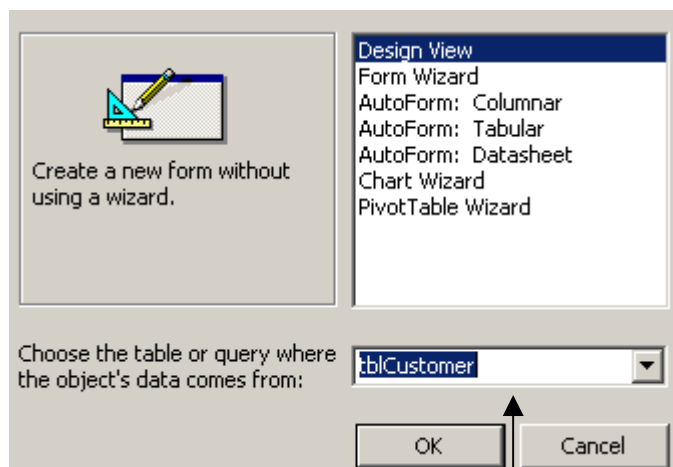 Create a new form without
using a wizard.
Design View
Form Wizard
AutoForm: Columnar
AutoForm: Tabular
AutoForm: Datasheet
Chart Wizard
PivotTable Wizard
Choose the table or query where
the object's data comes from:
tblCustomer
OK
Cancel